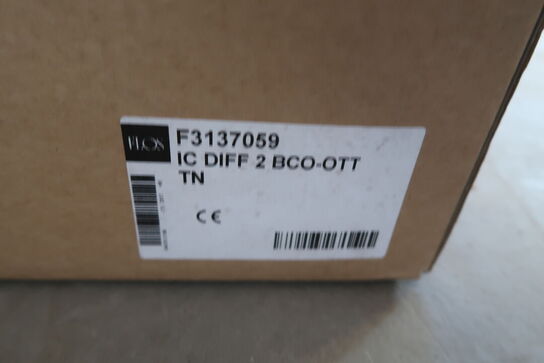 FLOS
F3137059
IC DIFF 2 BCO-OTT
TN
CE